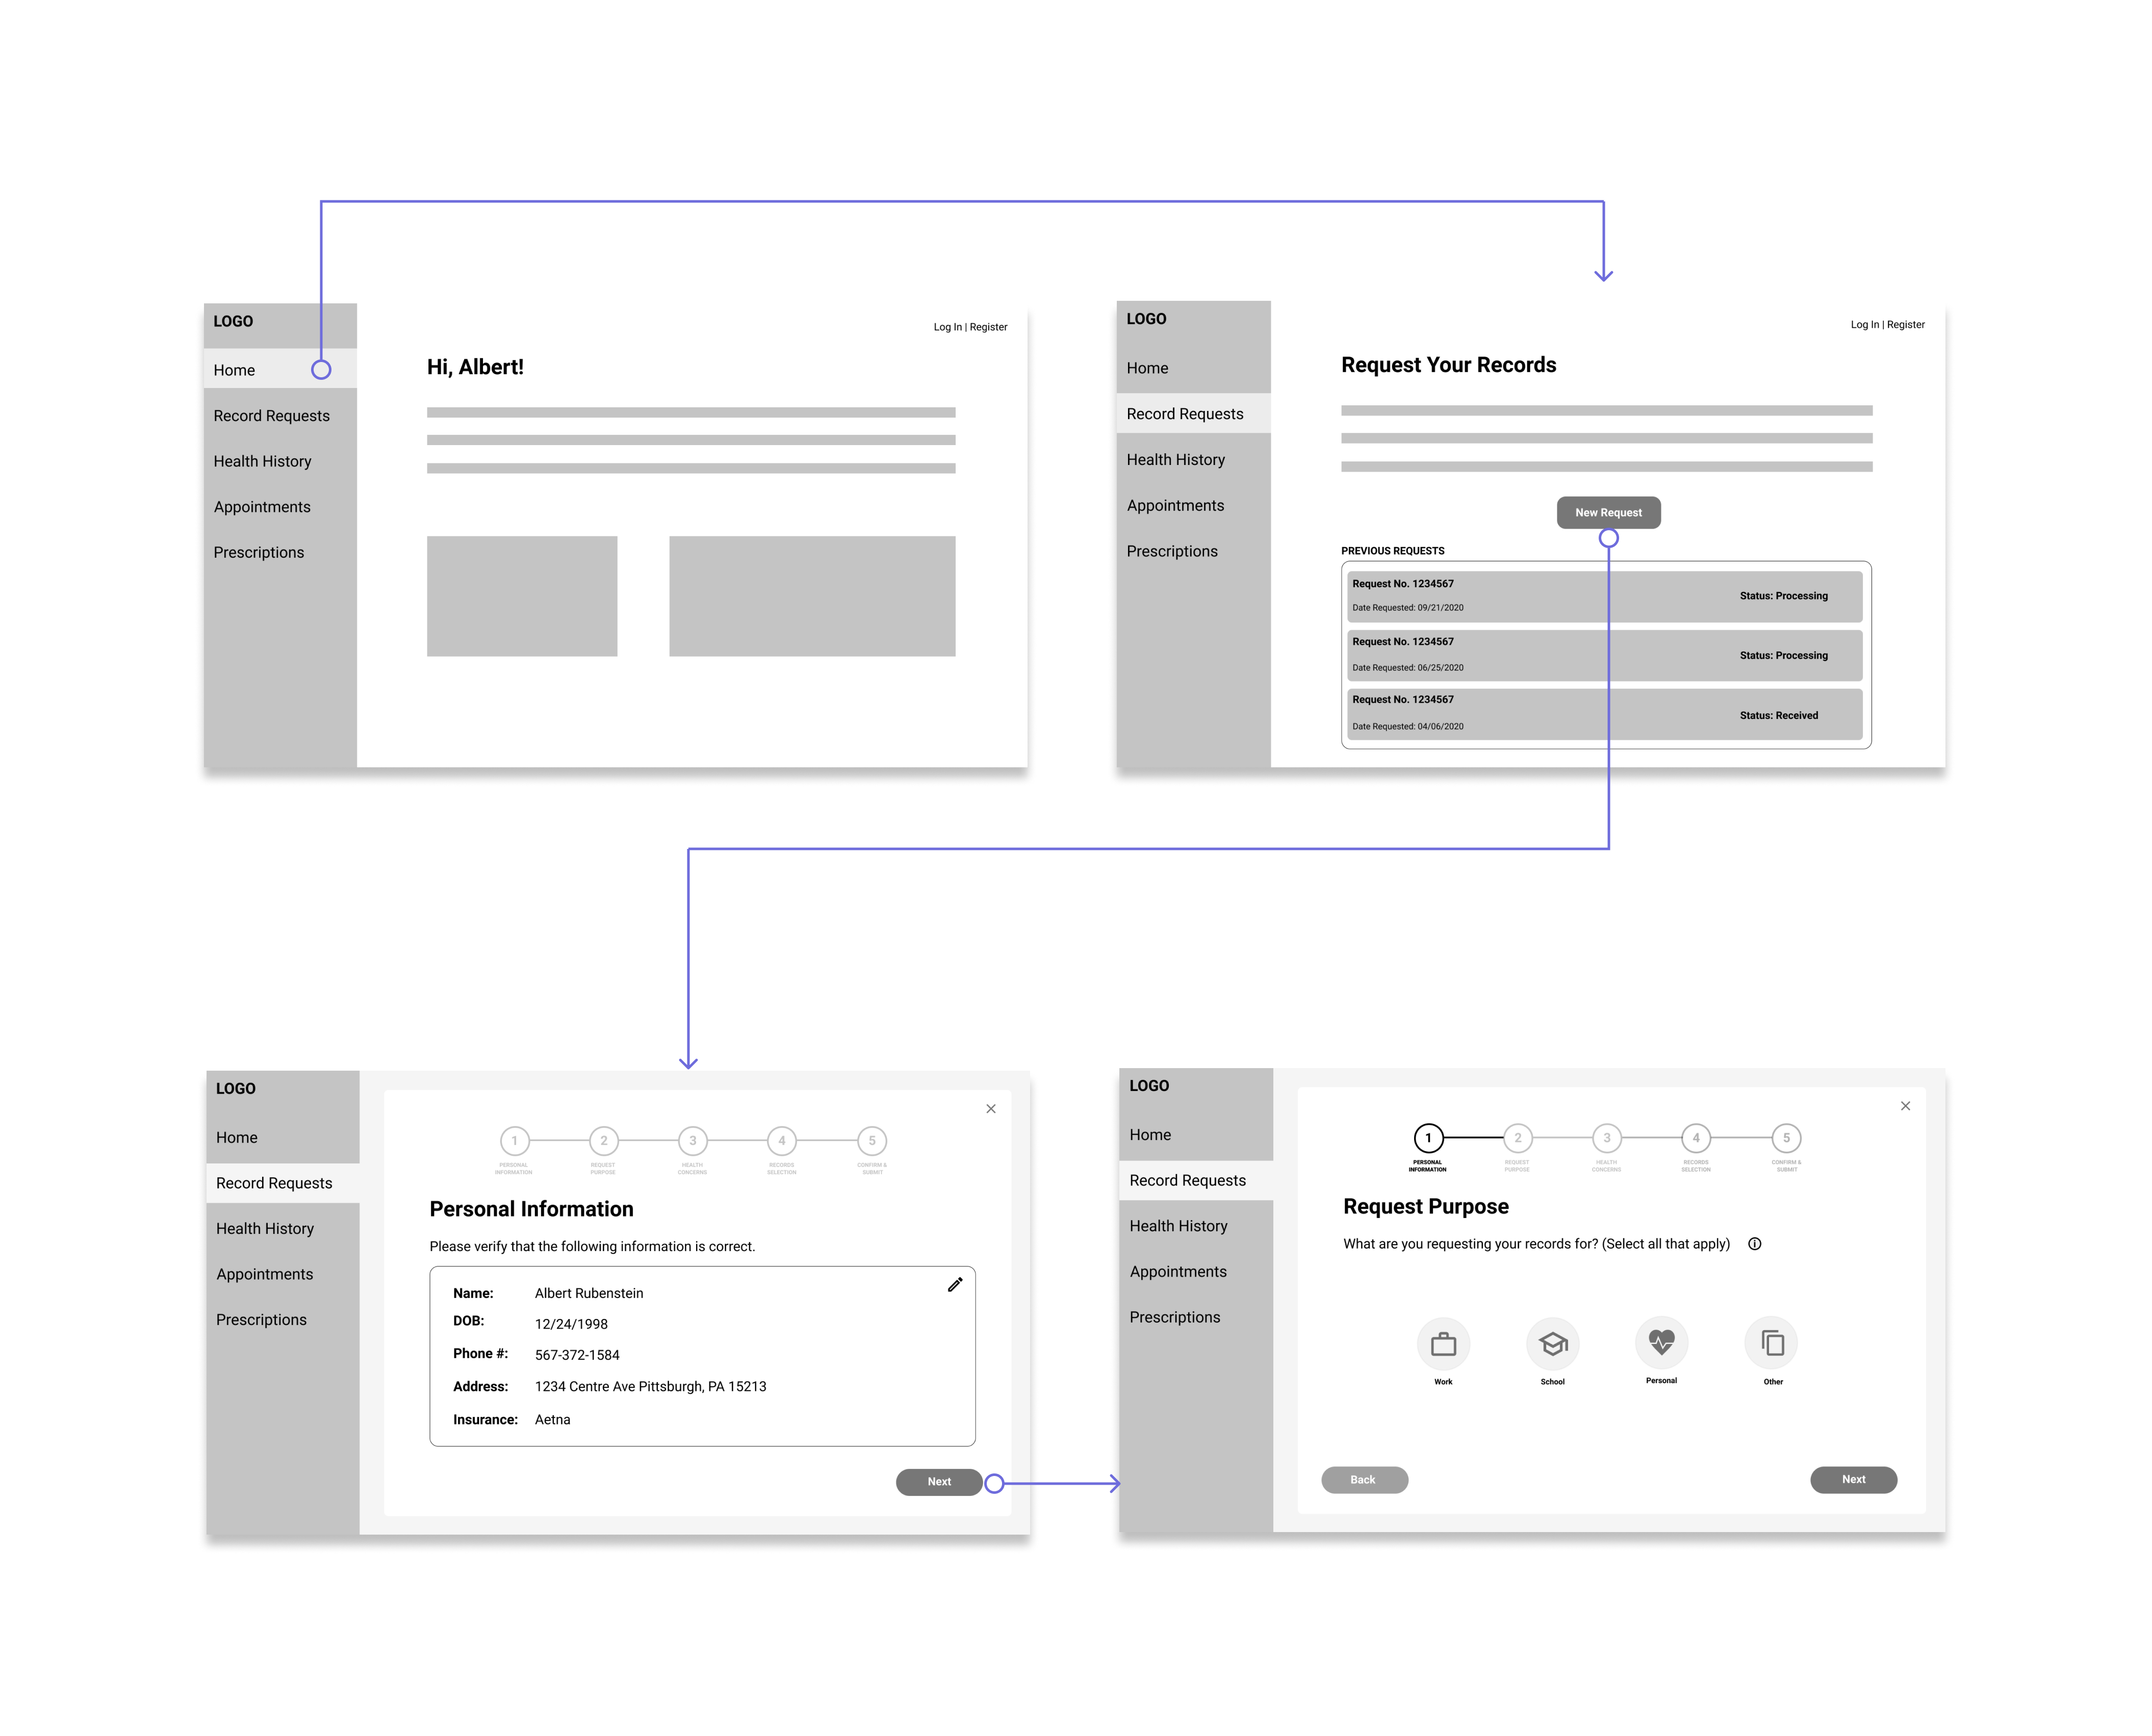 LOGO
Home
Record Requests
Health History
Appointments
Prescriptions
Log In | Register
Hi, Albert!
LOGO
Home
Record Requests
Health History
Appointments
Prescriptions
Log In | Register
Request Your Records
New Request
PREVIOUS REQUESTS
Request No. 1234567
Date Requested: 09/21/2020
Status: Processing
Request No. 1234567
Date Requested: 06/25/2020
Status: Processing
Request No. 1234567
Date Requested: 04/06/2020
Status: Received
LOGO
Home
Record Requests
Health History
Appointments
Prescriptions
1 2 3 4 5
PERSONAL
INFORMATION
REQUEST
PURPOSE
HEALTH
CONCERNS
RECORDS
SELECTION
CONFIRM &
SUBMIT
Personal Information
Please verify that the following information is correct.
Name: Albert Rubenstein
DOB: 12/24/1998
Phone #: 567-372-1584
Address: 1234 Centre Ave Pittsburgh, PA 15213
Insurance: Aetna
Next
LOGO
Home
Record Requests
Health History
Appointments
Prescriptions
1 2 3 4 5
PERSONAL
INFORMATION
REQUEST
PURPOSE
HEALTH
CONCERNS
RECORDS
SELECTION
CONFIRM &
SUBMIT
Request Purpose
What are you requesting your records for? (Select all that apply)
Work
School
Personal
Other
Back
Next